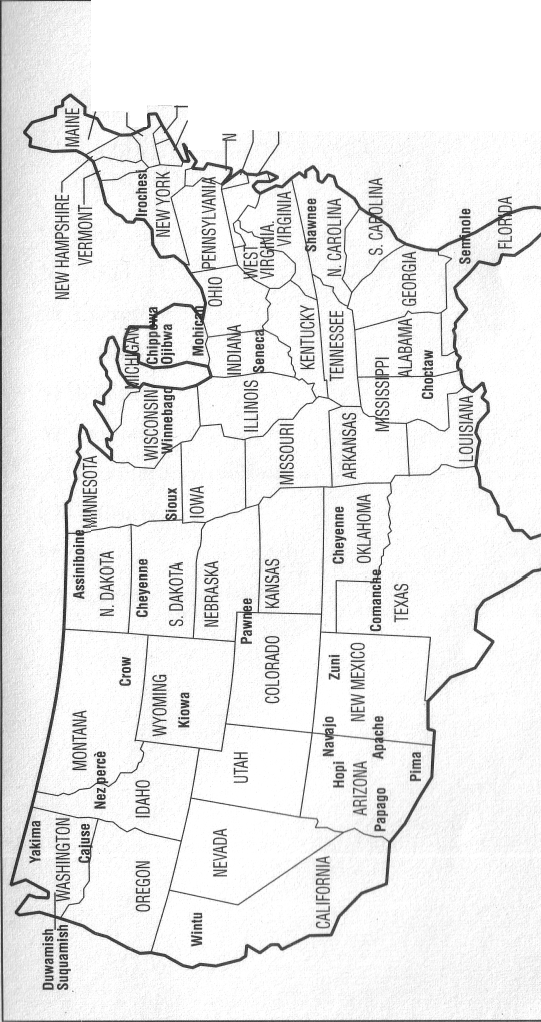 Duwamish
Suquamish
Yakima
WASHINGTON
Cajuse
OREGON
Wintu
CALIFORNIA
NEVADA
IDAHO
Nez percè
MONTANA
Crow
WYOMING
Kiowa
UTAH
COLORADO
Navajo
Hopi
ARIZONA
Papago
Apache
Pima
Zuni
NEW MEXICO
Assiniboine
N. DAKOTA
Cheyenne
S. DAKOTA
NEBRASKA
Pawnee
KANSAS
Cheyenne
OKLAHOMA
Comanche
TEXAS
MINNESOTA
Sioux
IOWA
MISSOURI
ARKANSAS
LOUISIANA
WISCONSIN
Winnebago
ILLINOIS
MICHIGAN
Chippewa
Ojibwa
Mohican
INDIANA
Seneca
OHIO
KENTUCKY
TENNESSEE
MISSISSIPPI
ALABAMA
Choctaw
GEORGIA
Seminole
FLORIDA
S. CAROLINA
N. CAROLINA
Shawnee
VIRGINIA
WEST
VIRGINIA.
PENNSYLVANIA
NEW YORK
Irochesi
NEW HAMPSHIRE
VERMONT
MAINE
N